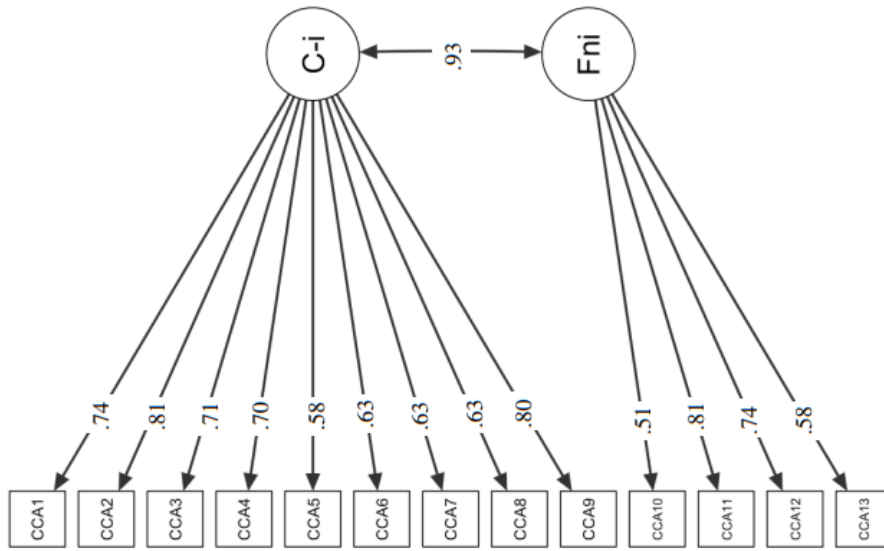 C-i
.93
Fni
.74
.81
.71
.70
.58
.63
.63
.63
.80
.51
.81
.74
.58
CCA1
CCA2
CCA3
CCA4
CCA5
CCA6
CCA7
CCA8
CCA9
CCA10
CCA11
CCA12
CCA13